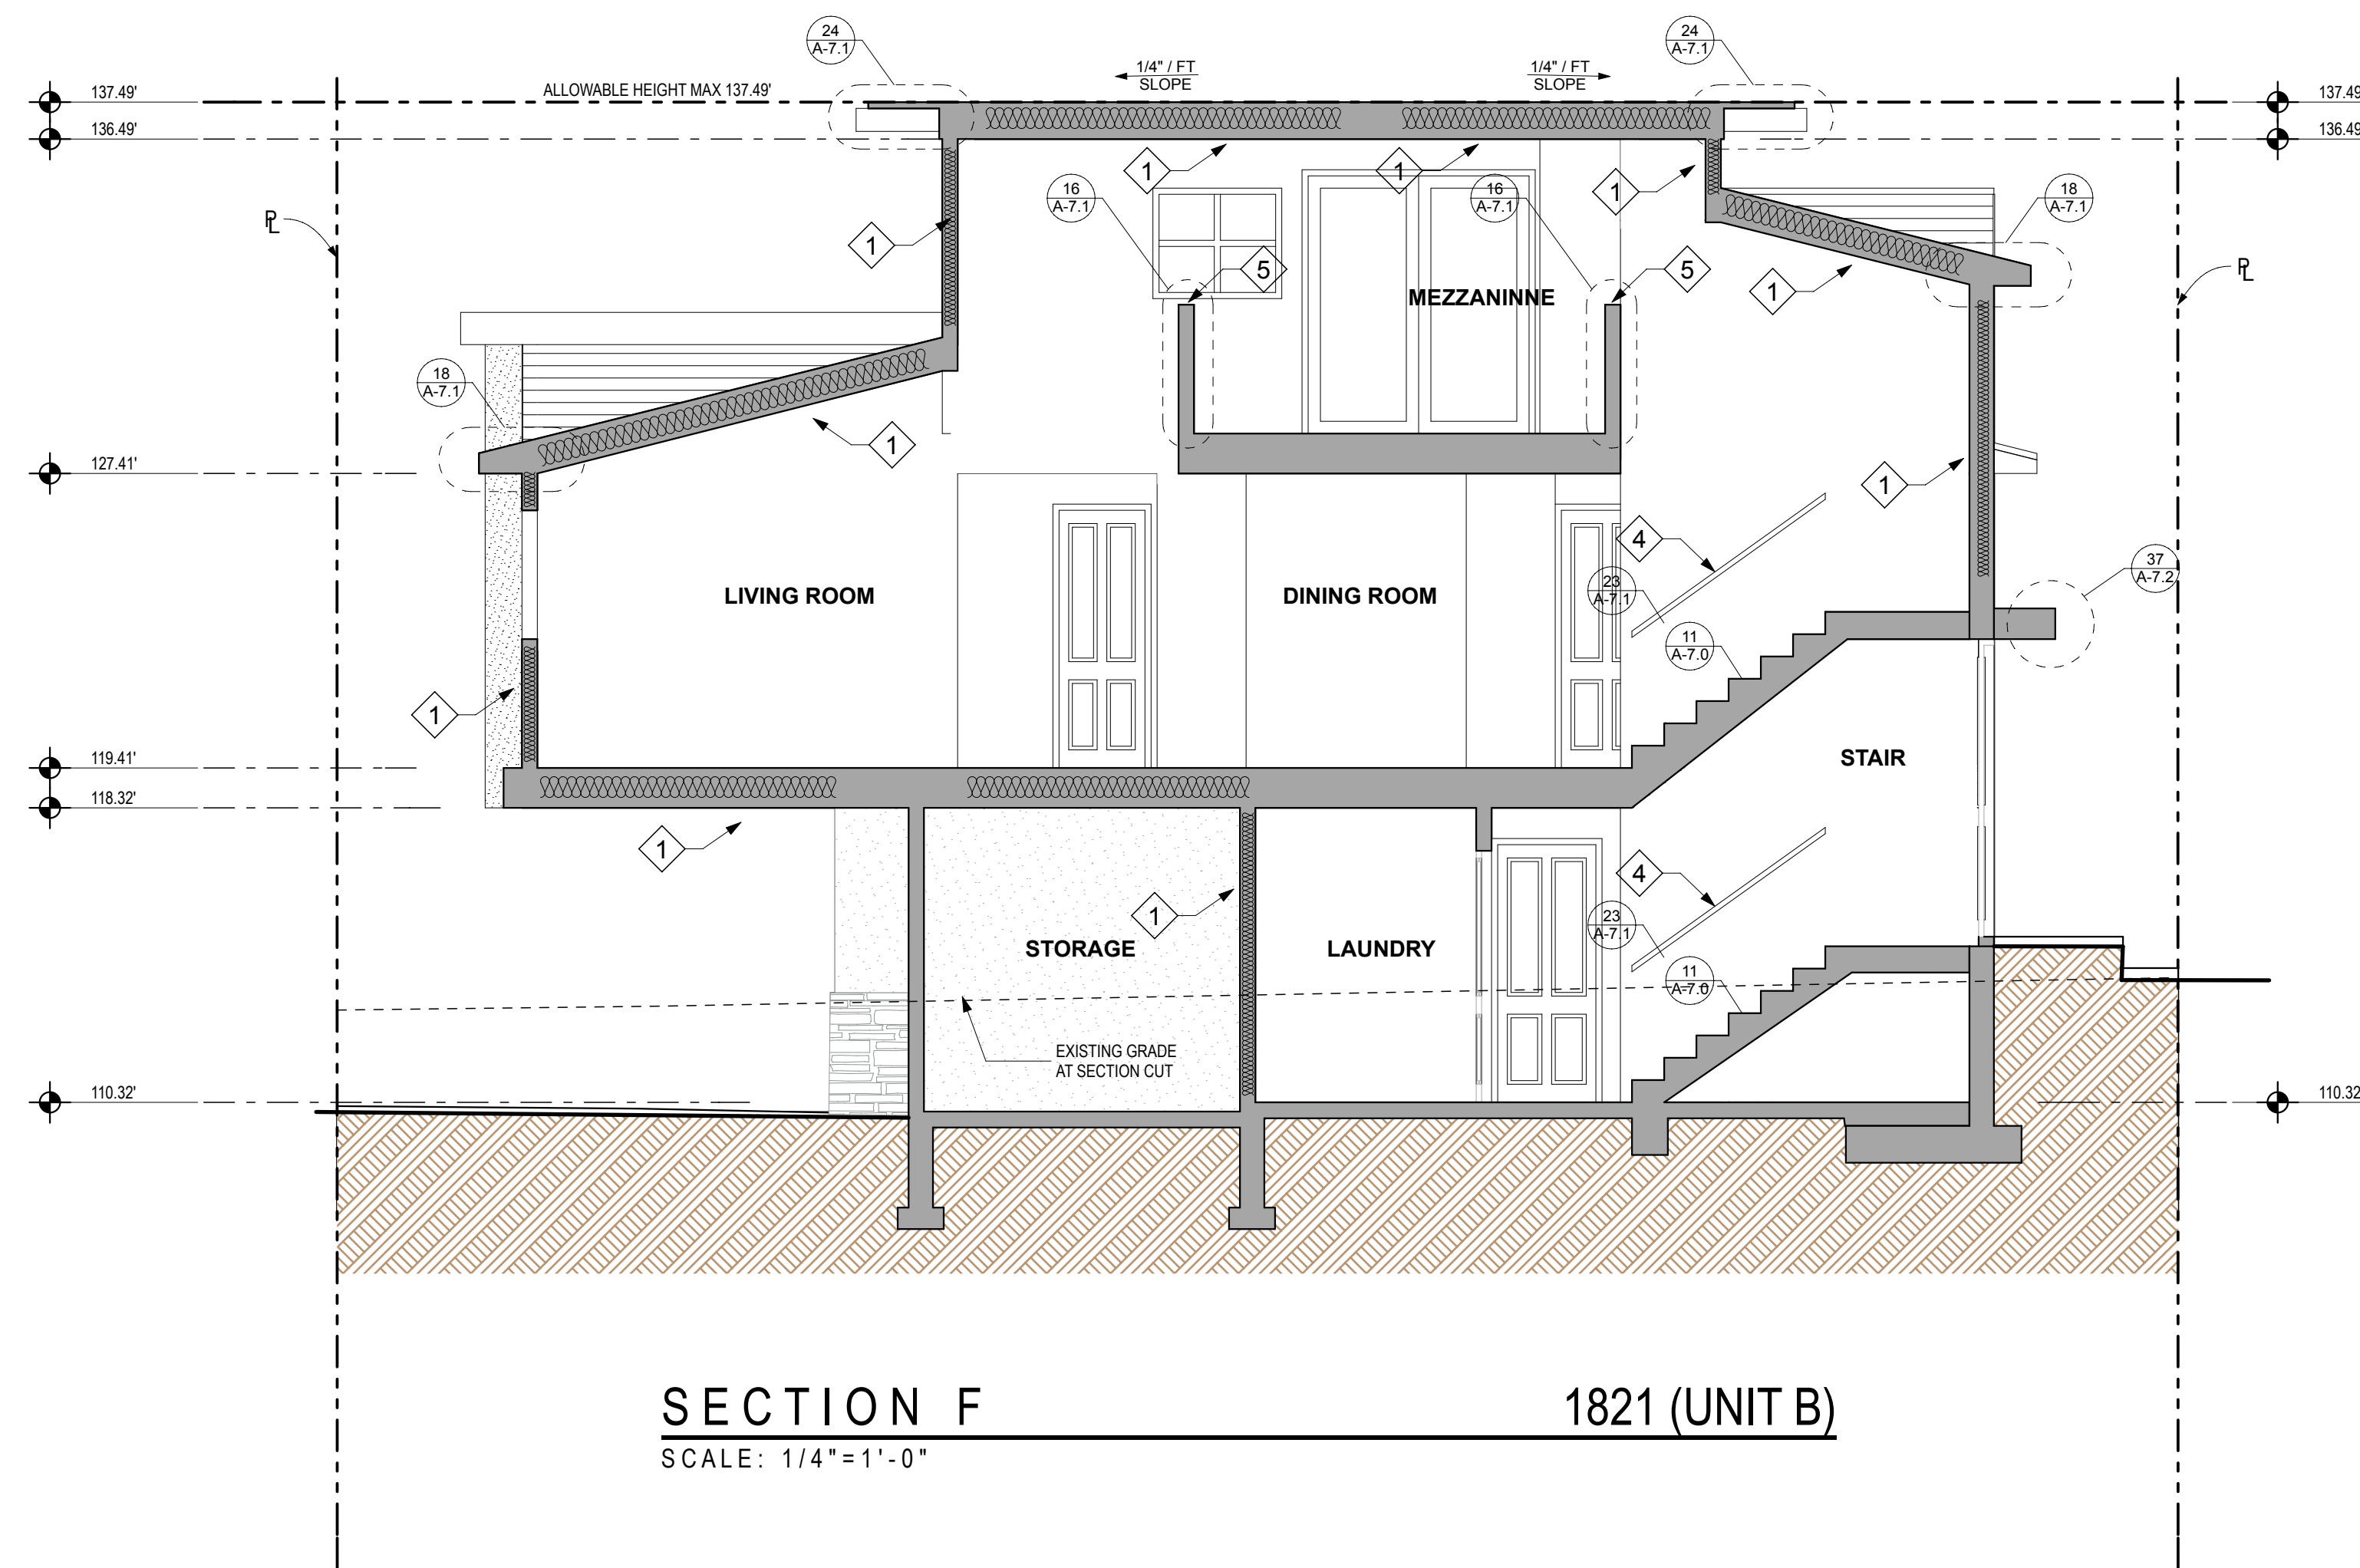 24
A-7.1
24
A-7.1
1/4" / FT
SLOPE
1/4" / FT
SLOPE
137.49'
ALLOWABLE HEIGHT MAX 137.49'
137.49
136.49'
136.49
1
1
1
16
A-7.1
16
A-7.1
18
A-7.1
PL
1
5
5
PL
1
MEZZANINNE
18
A-7.1
1
127.41'
1
4
37
A-7.2
LIVING ROOM
DINING ROOM
23
A-7.1
11
A-7.0
1
STAIR
119.41'
118.32'
1
4
1
23
A-7.1
STORAGE
LAUNDRY
11
A-7.0
EXISTING GRADE
AT SECTION CUT
110.32'
110.32
SECTION F
1821 (UNIT B)
SCALE: 1/4"=1'-0"